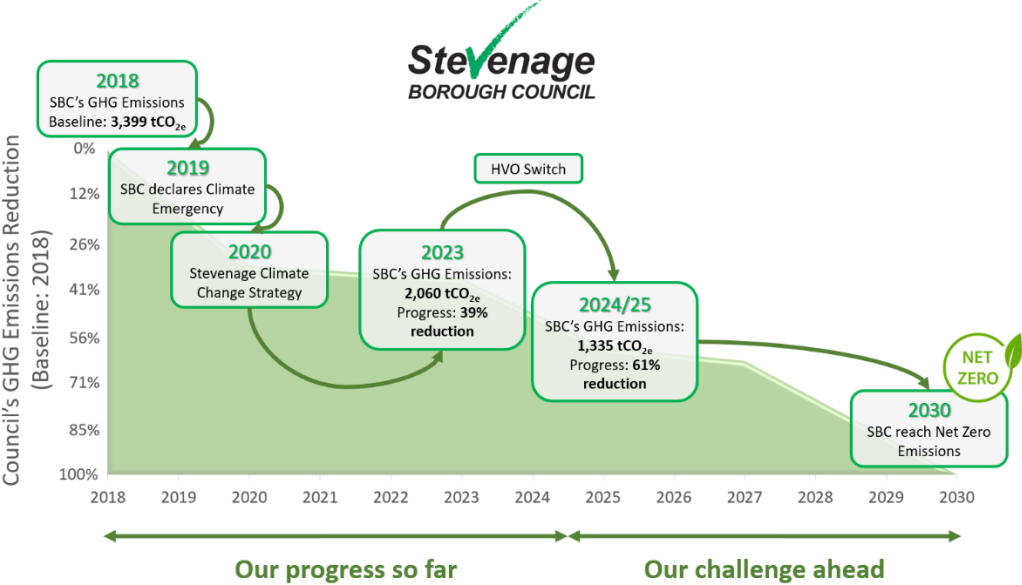 Stevenage
BOROUGH COUNCIL
2018
SBC's GHG Emissions
Baseline: 3,399 tCO2e
2019
SBC declares Climate
Emergency
2020
Stevenage Climate
Change Strategy
2023
SBC's GHG Emissions:
2,060 tCO2e
Progress: 39%
reduction
HVO Switch
2024/25
SBC's GHG Emissions:
1,335 tCO2e
Progress: 61%
reduction
NET
ZERO
2030
SBC reach Net Zero
Emissions
Council's GHG Emissions Reduction
(Baseline: 2018)
0%
12%
26%
41%
56%
71%
85%
100%
2018 2019 2020 2021 2022 2023 2024 2025 2026 2027 2028 2029 2030
Our progress so far
Our challenge ahead